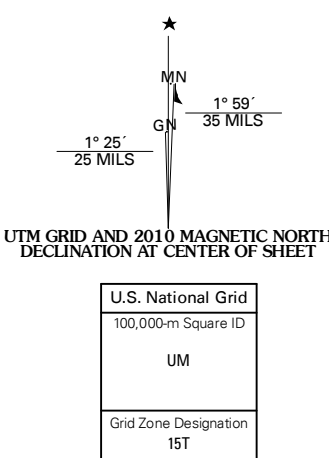 MN
1° 59´
35 MILS
GN
1° 25´
25 MILS
UTM GRID AND 2010 MAGNETIC NORTH
DECLINATION AT CENTER OF SHEET
U.S. National Grid
100,000-m Square ID
UM
Grid Zone Designation
15T